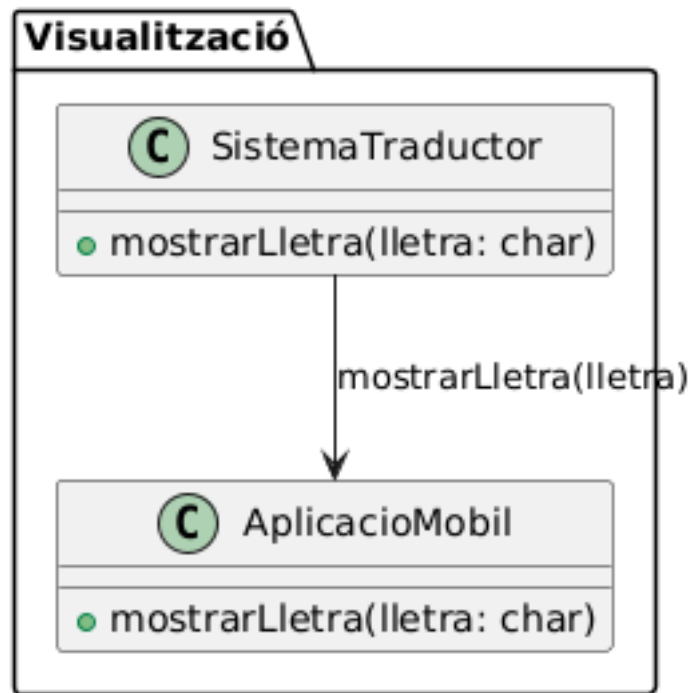 Visualització
C SistemaTraductor
mostrarLletra(lletra: char)
mostrarLletra(lletra)
C AplicacioMobil
mostrarLletra(lletra: char)